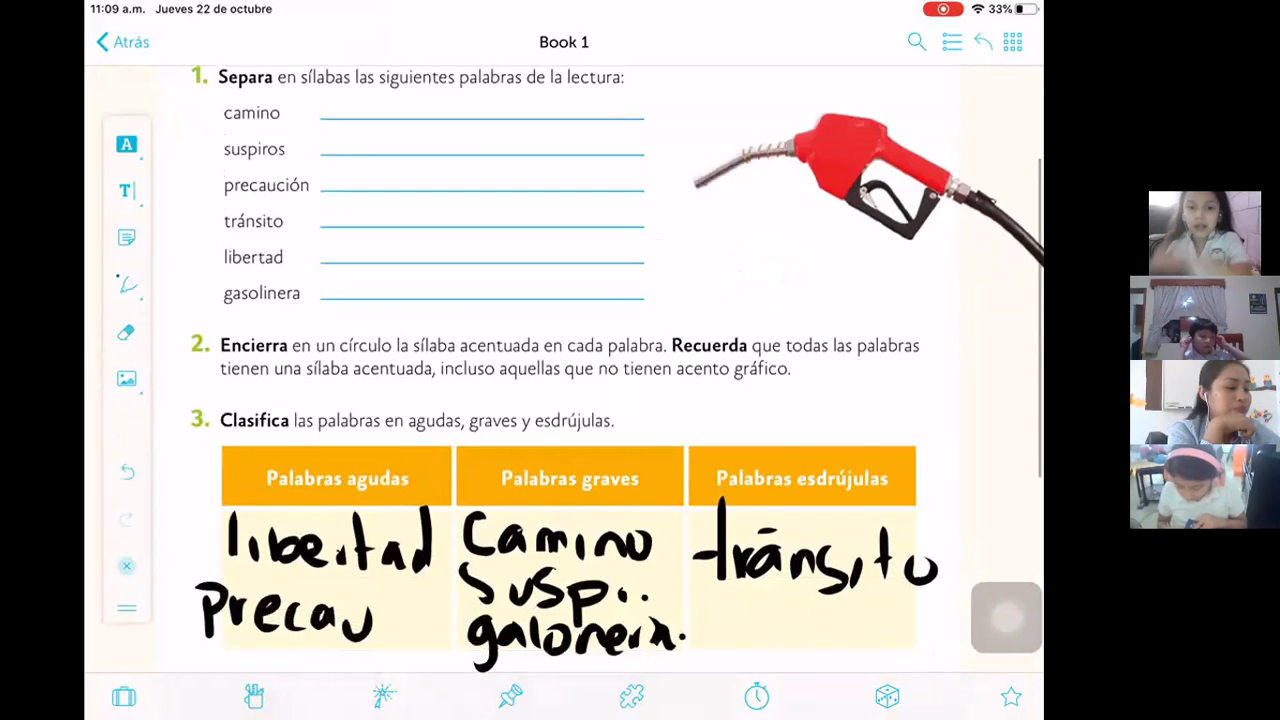 11:09 a.m. Jueves 22 de octubre 33%
Atrás Book 1
1. Separa en sílabas las siguientes palabras de la lectura:
camino
suspiros
precaución
tránsito
libertad
gasolinera
2. Encierra en un círculo la sílaba acentuada en cada palabra. Recuerda que todas las palabras
tienen una sílaba acentuada, incluso aquellas que no tienen acento gráfico.
3. Clasifica las palabras en agudas, graves y esdrújulas.
Palabras agudas Palabras graves Palabras esdrújulas
libertad camino tránsito
precau suspi..
galonera.
A
T